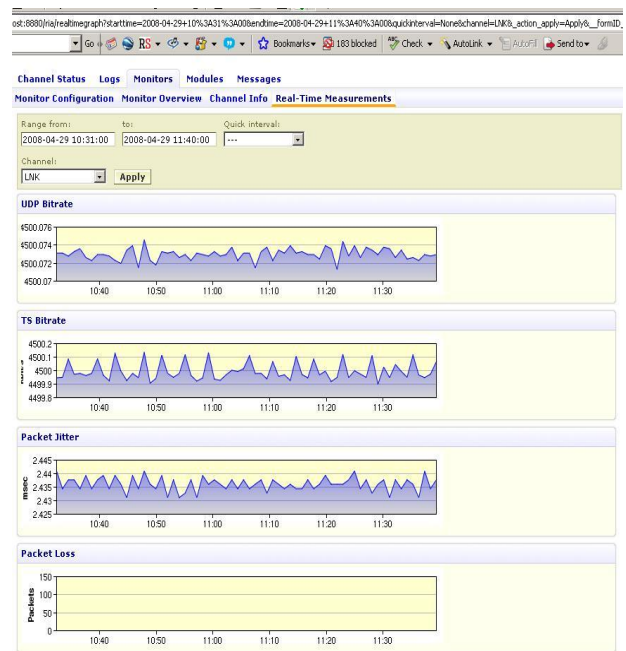 ost:8880/ria/realtimegraph?starttime=2008-04-29+10%3A31%3A00&endtime=2008-04-29+11%3A40%3A00&quickinterval=None&channel=LNK&_action_apply=Apply&__formID_
Go RS Bookmarks 183 blocked Check AutoLink AutoFill Send to
Channel Status Logs Monitors Modules Messages
Monitor Configuration Monitor Overview Channel Info Real-Time Measurements
Range from: to: Quick interval:
2008-04-29 10:31:00 2008-04-29 11:40:00 ---
Channel:
LNK Apply
UDP Bitrate
4500.076
4500.074
4500.072
4500.07
10:40 10:50 11:00 11:10 11:20 11:30
TS Bitrate
4500.2
4500.1
4500
4499.9
4499.8
10:40 10:50 11:00 11:10 11:20 11:30
Packet Jitter
msec
2.445
2.44
2.435
2.43
2.425
10:40 10:50 11:00 11:10 11:20 11:30
Packet Loss
Packets
150
100
50
0
10:40 10:50 11:00 11:10 11:20 11:30